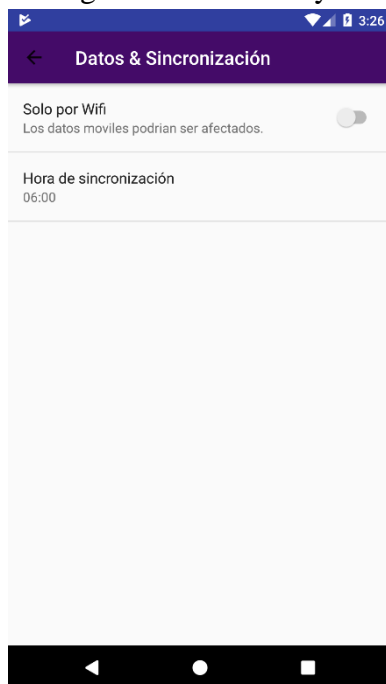 3:26
Datos & Sincronización
Solo por Wifi
Los datos moviles podrian ser afectados.
Hora de sincronización
06:00